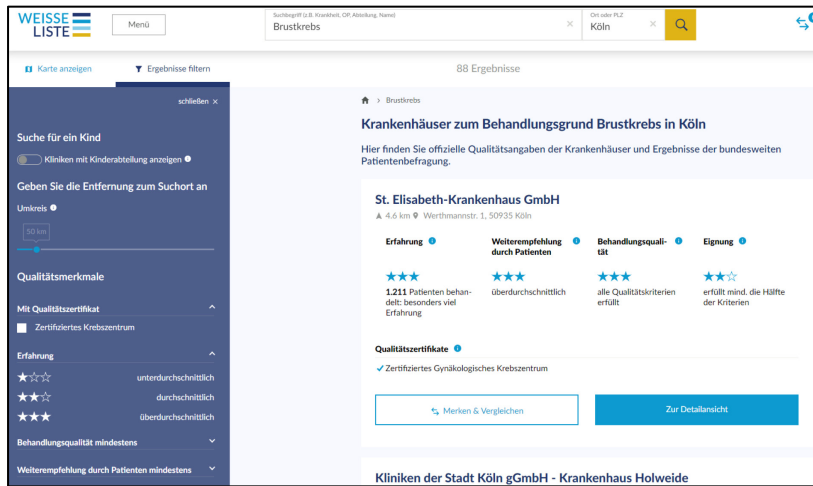 WEISSE
LISTE
Menü
Suchbegriff (z.B. Krankheit, OP, Abteilung, Name)
Brustkrebs
×
Ort oder PLZ
Köln
×
Karte anzeigen
Ergebnisse filtern
88 Ergebnisse
schließen ×
Suche für ein Kind
Kliniken mit Kinderabteilung anzeigen
Geben Sie die Entfernung zum Suchort an
Umkreis
50 km
Qualitätsmerkmale
Mit Qualitätszertifikat
Zertifiziertes Krebszentrum
Erfahrung
unterdurchschnittlich
durchschnittlich
überdurchschnittlich
Behandlungsqualität mindestens
Weiterempfehlung durch Patienten mindestens
> Brustkrebs
Krankenhäuser zum Behandlungsgrund Brustkrebs in Köln
Hier finden Sie offizielle Qualitätsangaben der Krankenhäuser und Ergebnisse der bundesweiten
Patientenbefragung.
St. Elisabeth-Krankenhaus GmbH
4.6 km Werthmannstr. 1, 50935 Köln
Erfahrung
1.211 Patienten behan-
delt: besonders viel
Erfahrung
Weiterempfehlung
durch Patienten
überdurchschnittlich
Behandlungsquali-
tät
alle Qualitätskriterien
erfüllt
Eignung
erfüllt mind. die Hälfte
der Kriterien
Qualitätszertifikate
Zertifiziertes Gynäkologisches Krebszentrum
Merken & Vergleichen
Zur Detailansicht
Kliniken der Stadt Köln gGmbH - Krankenhaus Holweide